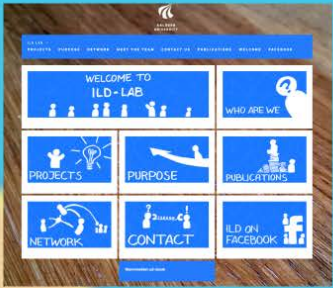 AALBORG
UNIVERSITY
ILD LAB
PROJECTS PURPOSE NETWORK MEET THE TEAM CONTACT US PUBLICATIONS WELCOME FACEBOOK
WELCOME TO
ILD-LAB
WHO ARE WE
PROJECTS
PURPOSE
PUBLICATIONS
NETWORK
CONTACT
ILD ON
FACEBOOK